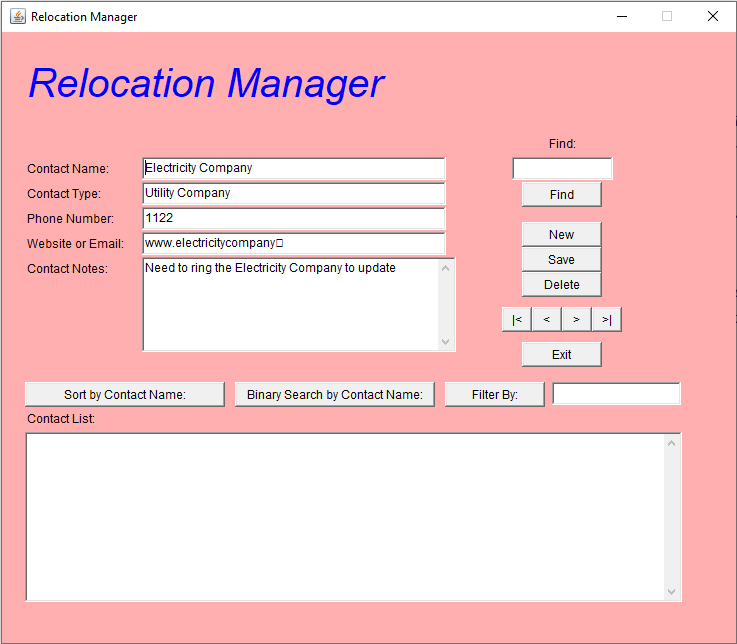 Relocation Manager
Relocation Manager
Find:
Contact Name: Electricity Company
Contact Type: Utility Company
Find
Phone Number: 1122
Website or Email: www.electricitycompany▯
New
Contact Notes: Need to ring the Electricity Company to update
Save
Delete
|< < > >|
Exit
Sort by Contact Name: Binary Search by Contact Name: Filter By:
Contact List: